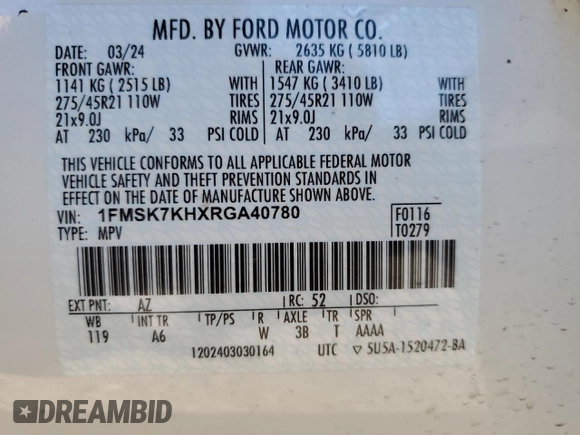 MFD. BY FORD MOTOR CO.
DATE: 03/24 GVWR: 2635 KG ( 5810 LB)
FRONT GAWR: REAR GAWR:
1141 KG ( 2515 LB) WITH 1547 KG ( 3410 LB) WITH
275/45R21 110W TIRES 275/45R21 110W TIRES
21x9.0J RIMS 21x9.0J RIMS
AT 230 kPa/ 33 PSI COLD AT 230 kPa/ 33 PSI COLD
THIS VEHICLE CONFORMS TO ALL APPLICABLE FEDERAL MOTOR
VEHICLE SAFETY AND THEFT PREVENTION STANDARDS IN
EFFECT ON THE DATE OF MANUFACTURE SHOWN ABOVE.
VIN: 1FMSK7KHXRGA40780 F0116
TYPE: MPV T0279
EXT PNT: AZ RC: 52 DSO:
WB INT TR TP/PS R AXLE TR SPR
119 A6 W 3B T AAAA
1202403030164 UTC ▽ 5U5A-1520472-BA
DREAMBID